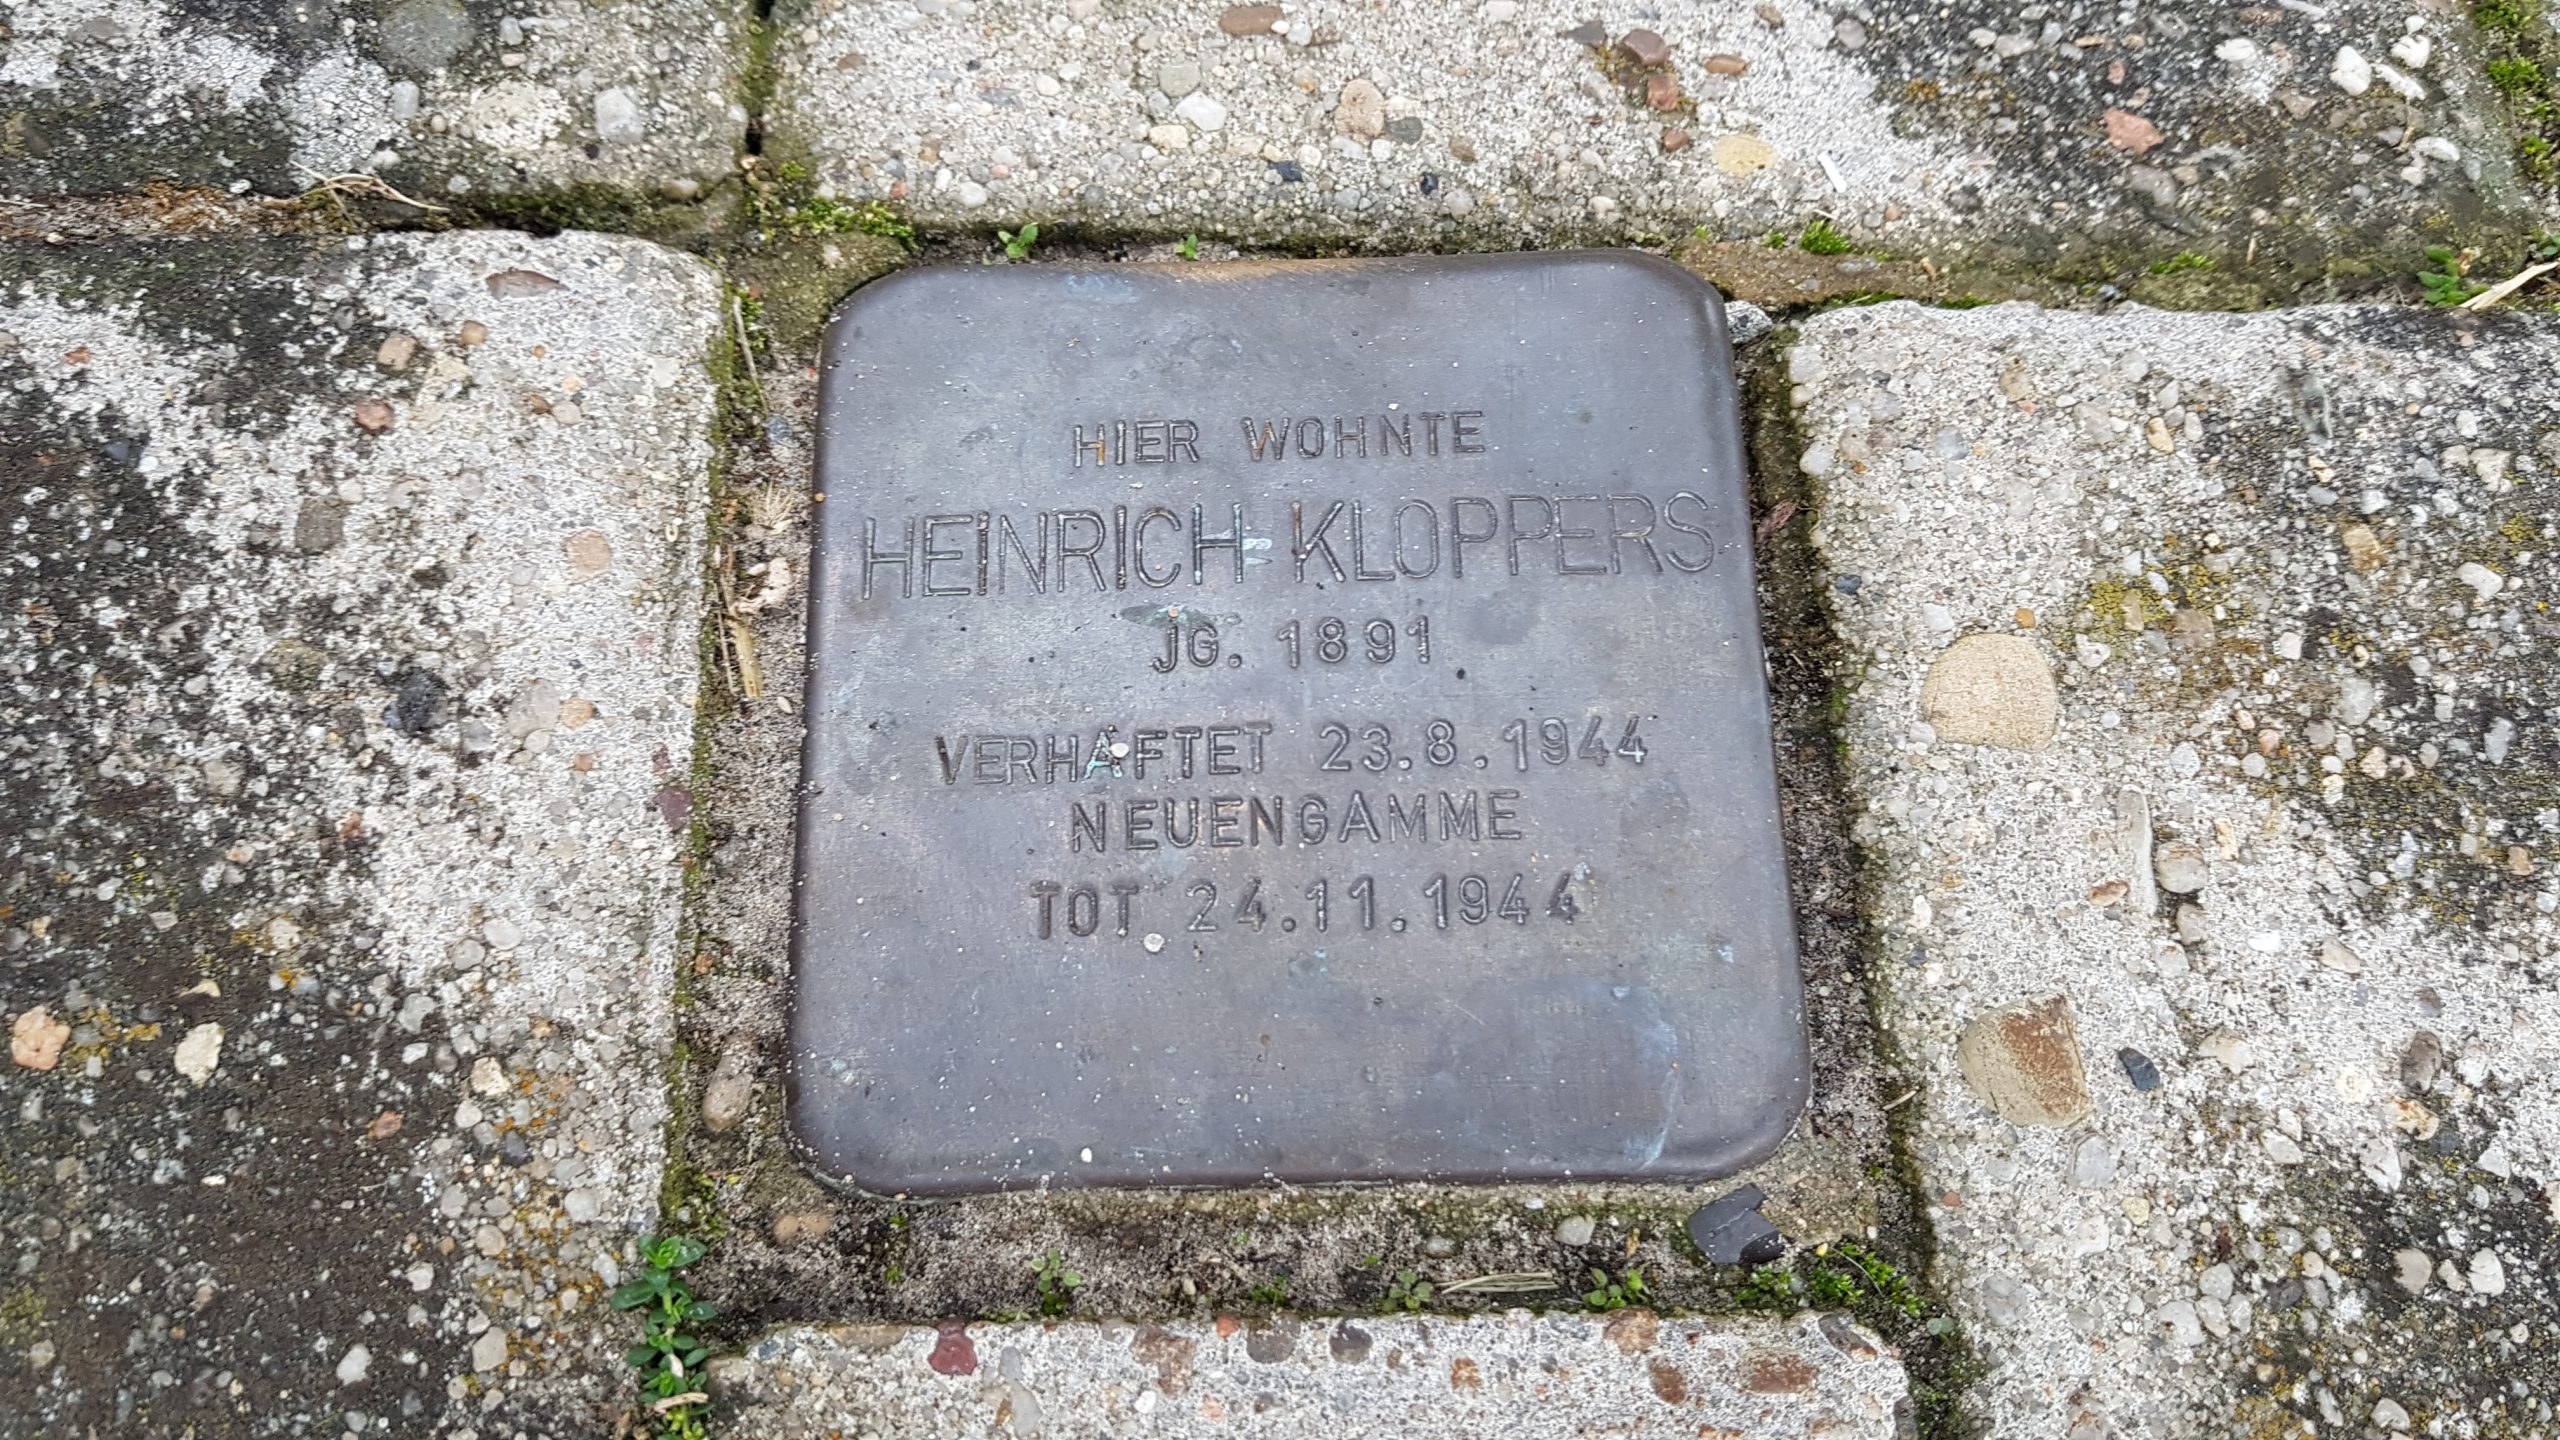 HIER WOHNTE
HEINRICH KLOPPERS
JG. 1891
VERHAFTET 23.8.1944
NEUENGAMME
TOT 24.11.1944